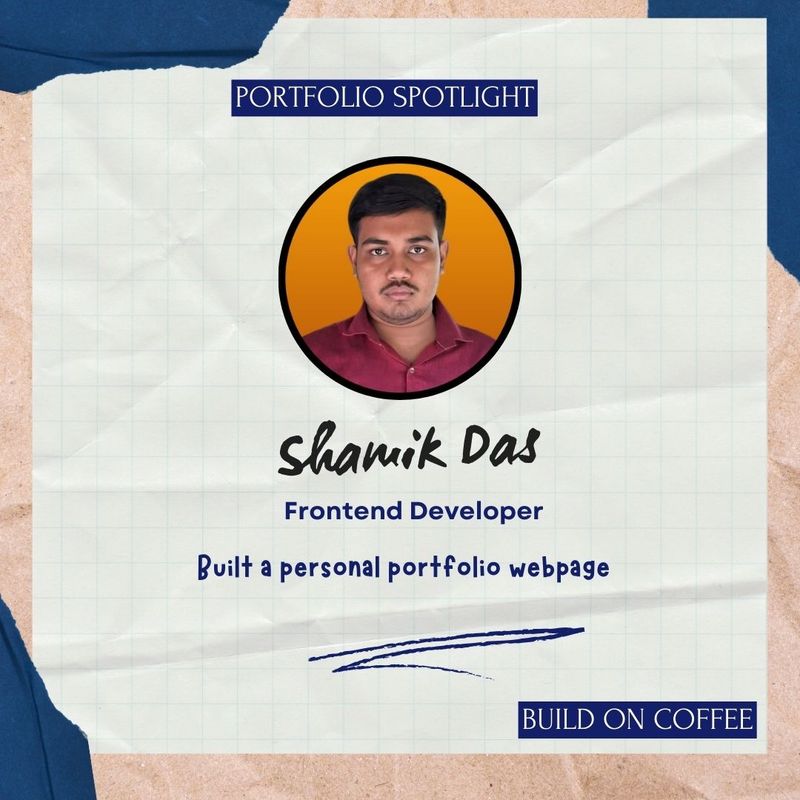 PORTFOLIO SPOTLIGHT
Shamik Das
Frontend Developer
Built a personal portfolio webpage
BUILD ON COFFEE